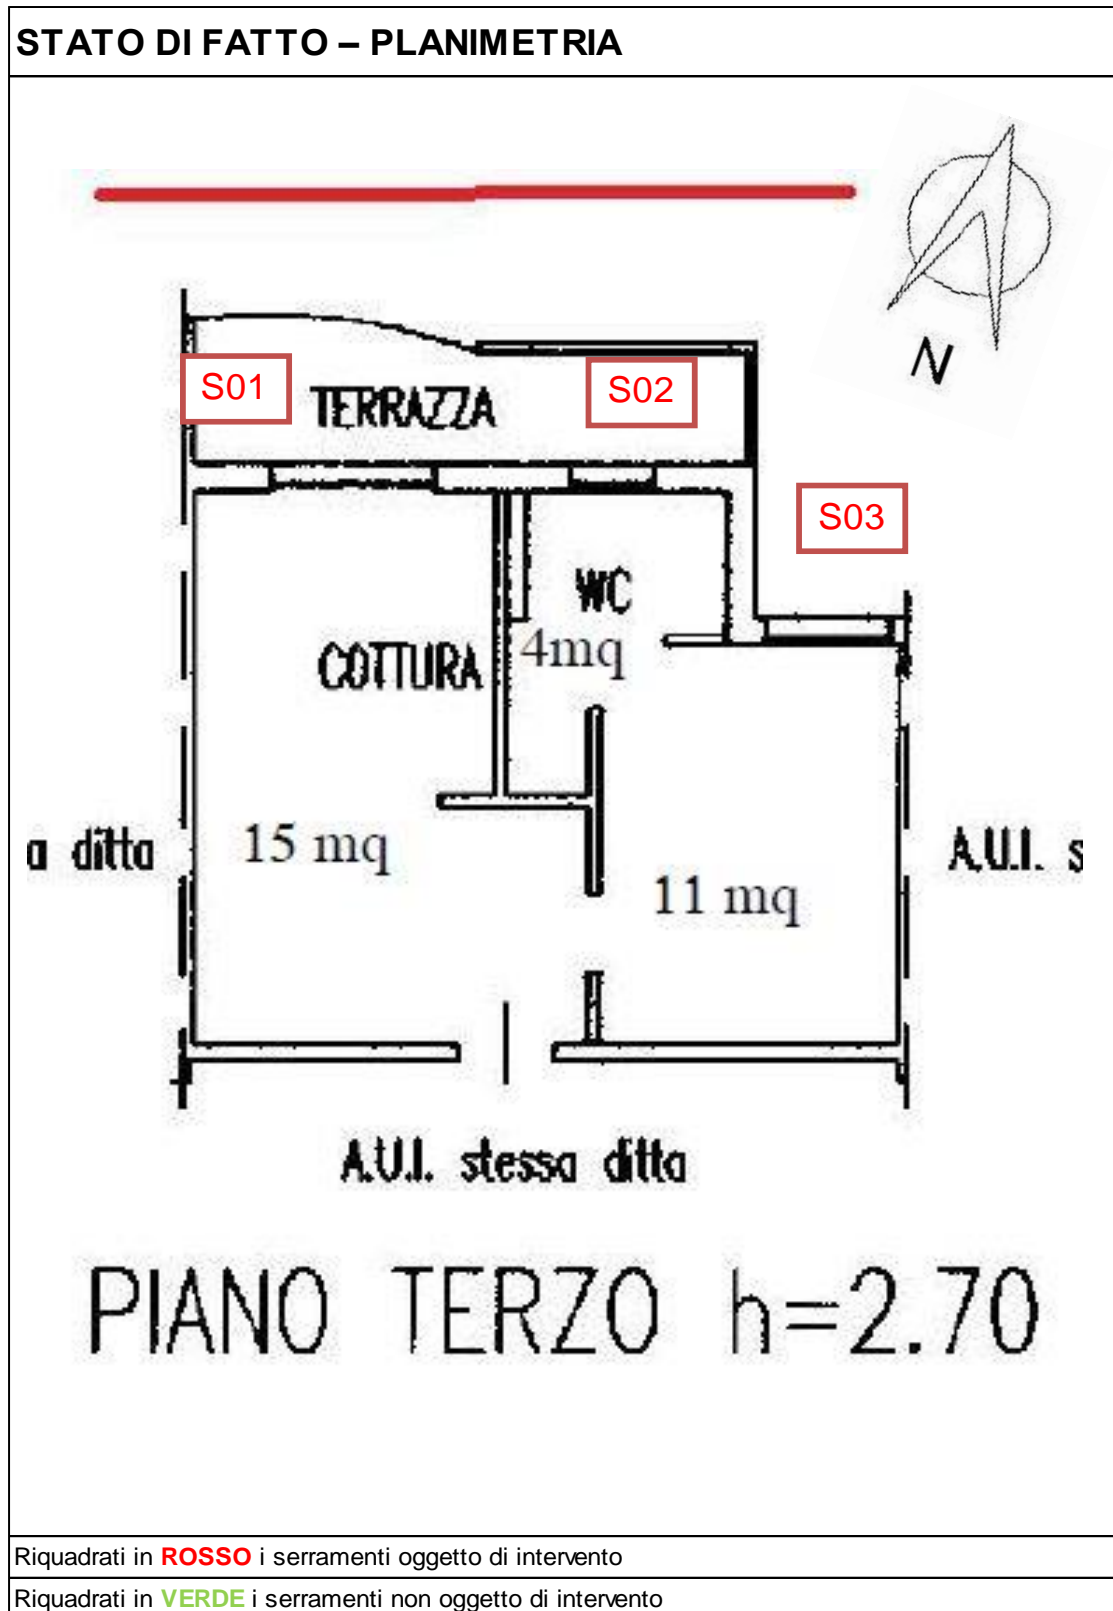 STATO DI FATTO – PLANIMETRIA
N
S01
TERRAZZA
S02
S03
WC
4mq
COTTURA
a ditta
15 mq
11 mq
A.U.I. s
A.U.I. stessa ditta
PIANO TERZO h=2.70
Riquadrati in ROSSO i serramenti oggetto di intervento
Riquadrati in VERDE i serramenti non oggetto di intervento